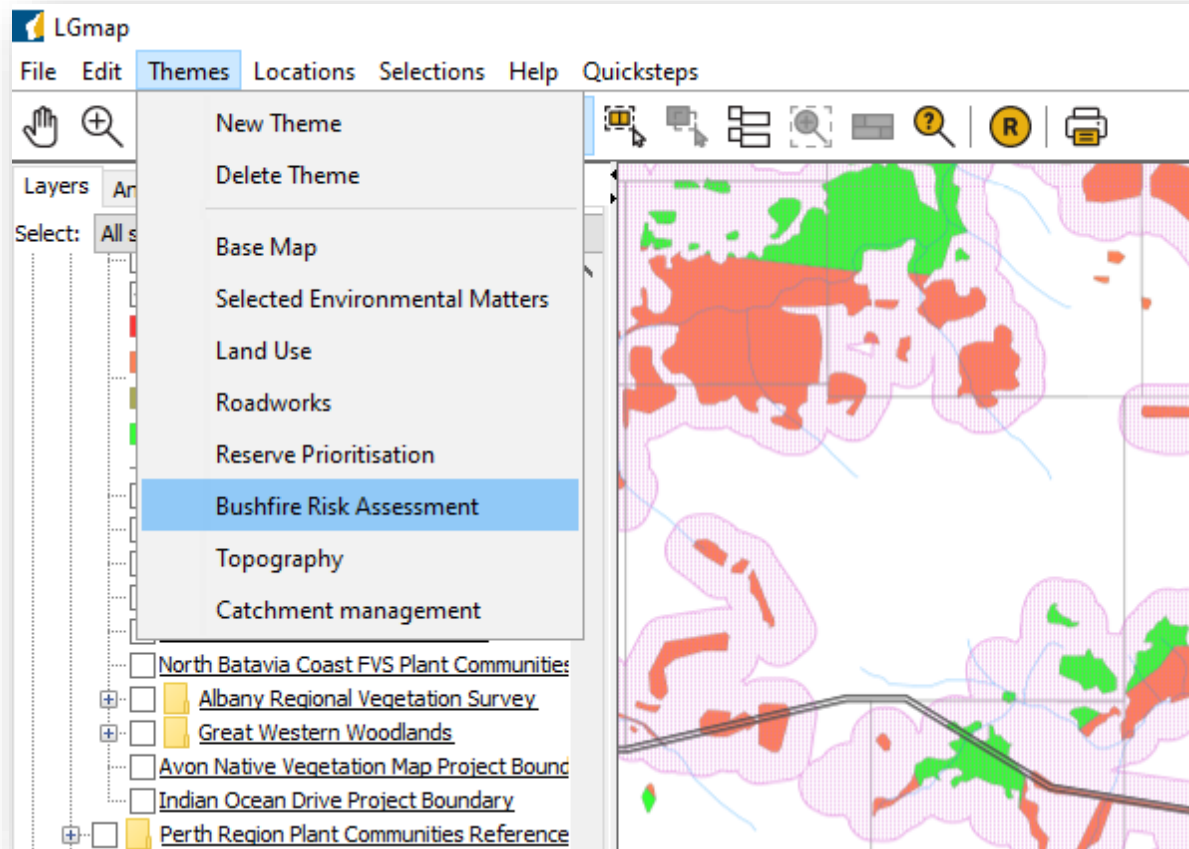 LGmap
File Edit Themes Locations Selections Help Quicksteps
New Theme
Delete Theme
Base Map
Selected Environmental Matters
Land Use
Roadworks
Reserve Prioritisation
Bushfire Risk Assessment
Topography
Catchment management
R
Layers
Select: All
North Batavia Coast FVS Plant Communities
Albany Regional Vegetation Survey
Great Western Woodlands
Avon Native Vegetation Map Project Bound
Indian Ocean Drive Project Boundary
Perth Region Plant Communities Reference